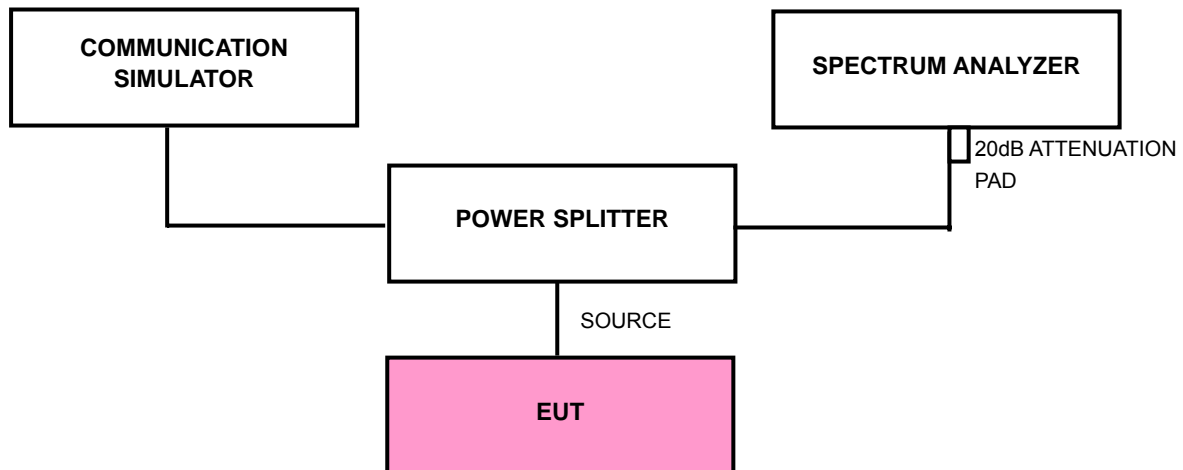 COMMUNICATION
SIMULATOR
SPECTRUM ANALYZER
20dB ATTENUATION
PAD
POWER SPLITTER
SOURCE
EUT